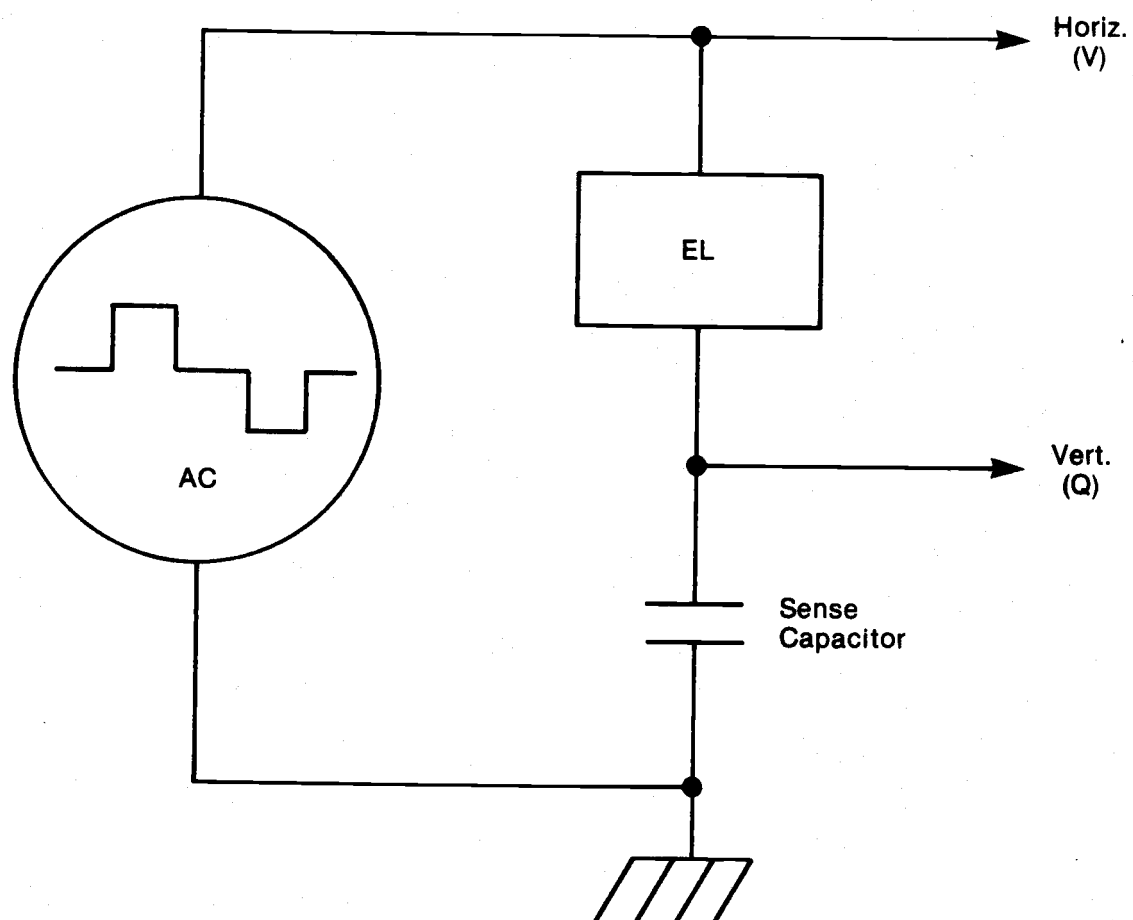 Horiz.
(V)
EL
AC
Vert.
(Q)
Sense
Capacitor